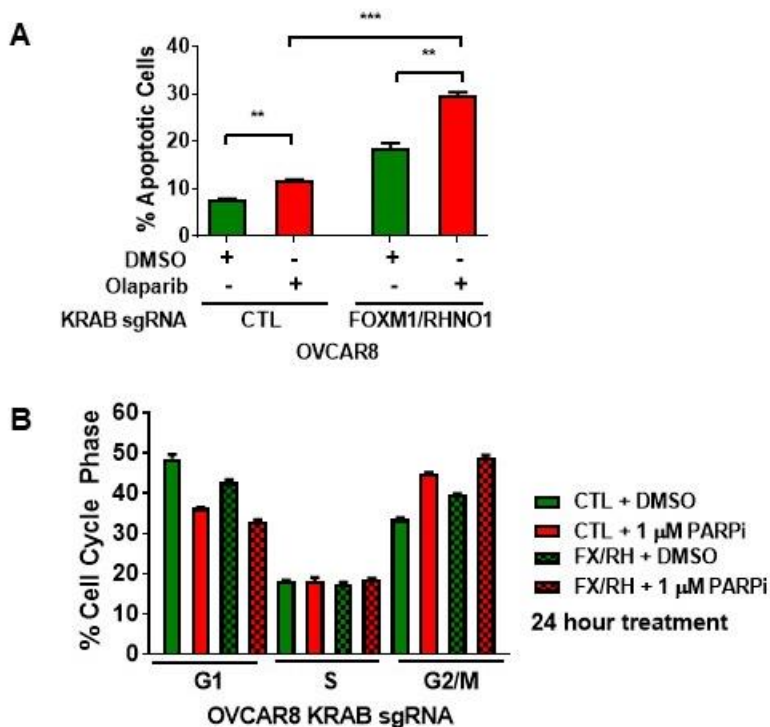 A
% Apoptotic Cells
40
30
20
10
0
**
***
**
DMSO + - + -
Olaparib - + - +
KRAB sgRNA CTL FOXM1/RHNO1
OVCAR8
B
% Cell Cycle Phase
60
50
40
30
20
10
0
G1 S G2/M
OVCAR8 KRAB sgRNA
CTL + DMSO
CTL + 1 µM PARPi
FX/RH + DMSO
FX/RH + 1 µM PARPi
24 hour treatment